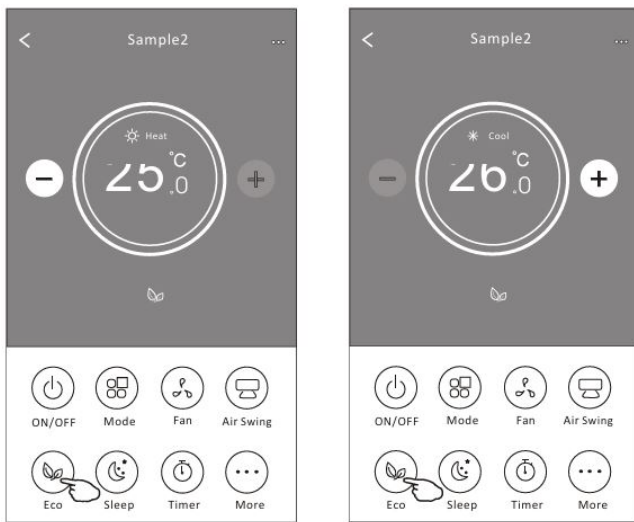 Sample2
...
Heat
25.0 °C
ON/OFF Mode Fan Air Swing
Eco Sleep Timer More
Sample2
...
Cool
26.0 °C
ON/OFF Mode Fan Air Swing
Eco Sleep Timer More